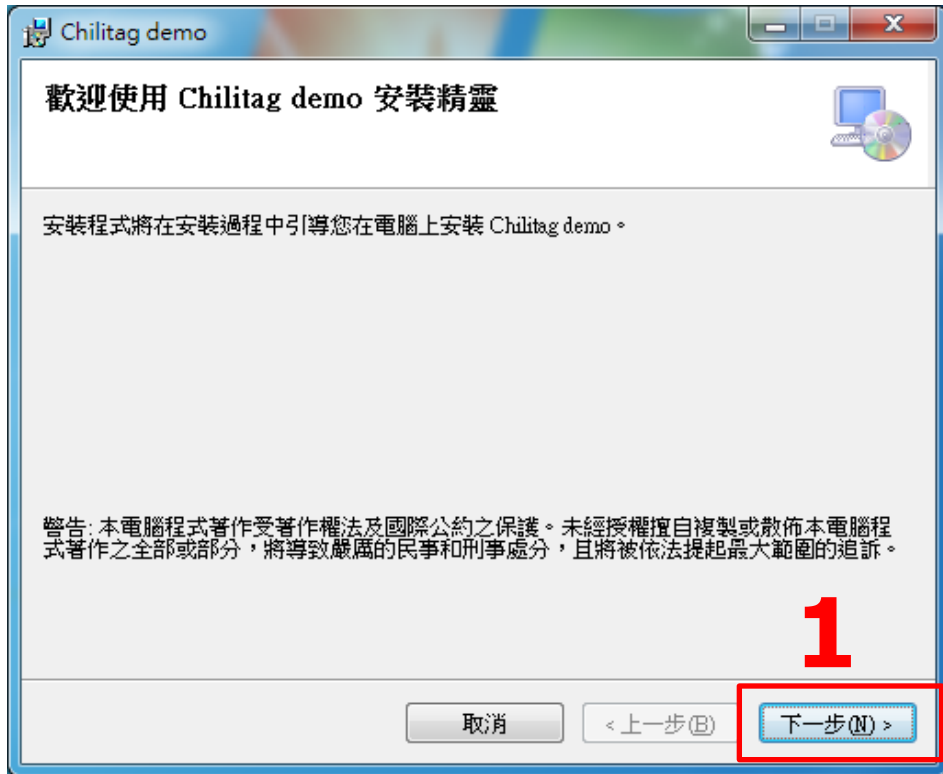 Chilitag demo
歡迎使用 Chilitag demo 安裝精靈
安裝程式將在安裝過程中引導您在電腦上安裝 Chilitag demo。
警告: 本電腦程式著作受著作權法及國際公約之保護。未經授權擅自複製或散佈本電腦程
式著作之全部或部分，將導致嚴厲的民事和刑事處分，且將被依法提起最大範圍的追訴。
1
取消
<上一步(B)
下一步(N) >